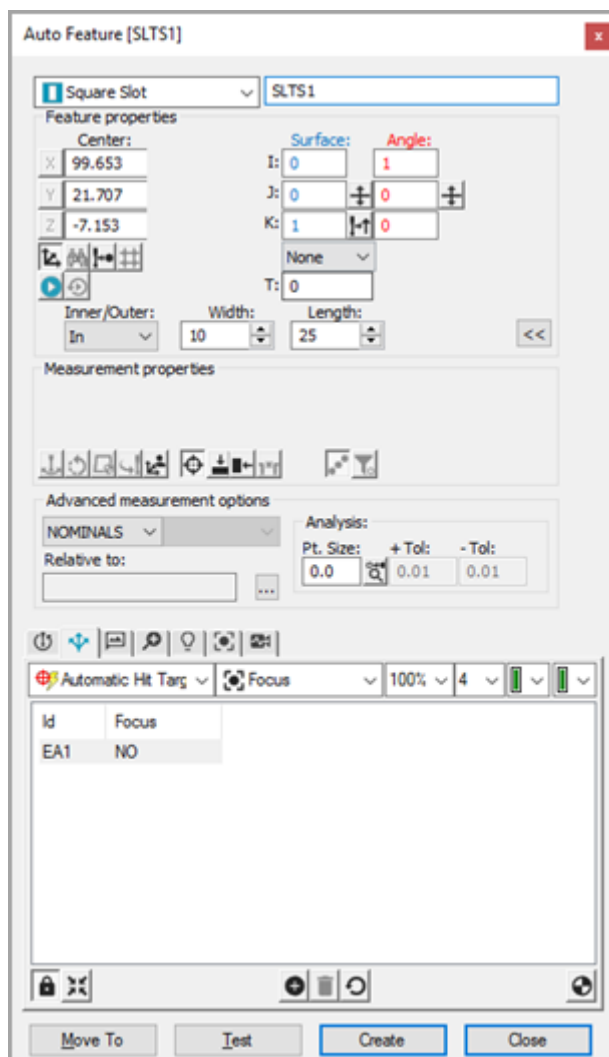 Auto Feature [SLTS1]
x
Square Slot SLTS1
Feature properties
Center: Surface: Angle:
X 99.653 I: 0 1
Y 21.707 J: 0 0
Z -7.153 K: 1 0
None
T: 0
Inner/Outer: Width: Length:
In 10 25 <<
Measurement properties
Advanced measurement options
NOMINALS
Analysis:
Pt. Size: + Tol: - Tol:
Relative to:
0.0 0.01 0.01
...
Automatic Hit Targ Focus 100% 4
Id Focus
EA1 NO
Move To Test Create Close